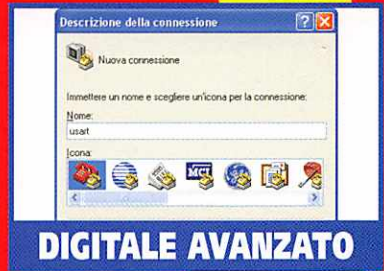 Descrizione della connessione
Nuova connessione
Immettere un nome e scegliere un'icona per la connessione:
Nome:
usart
Icona:
MCI
DIGITALE AVANZATO